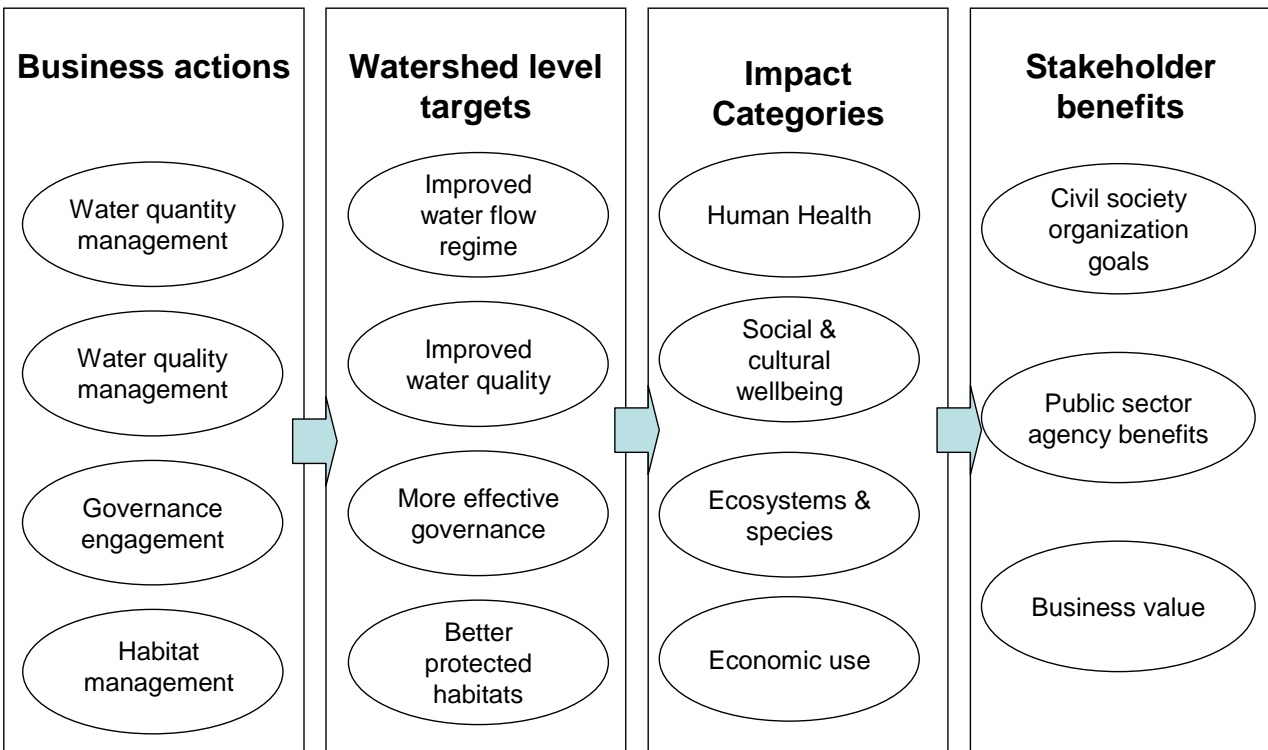 Business actions
Water quantity
management
Water quality
management
Governance
engagement
Habitat
management
Watershed level
targets
Improved
water flow
regime
Improved
water quality
More effective
governance
Better
protected
habitats
Impact
Categories
Human Health
Social &
cultural
wellbeing
Ecosystems &
species
Economic use
Stakeholder
benefits
Civil society
organization
goals
Public sector
agency benefits
Business value